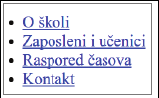 O školi
Zaposleni i učenici
Raspored časova
Kontakt